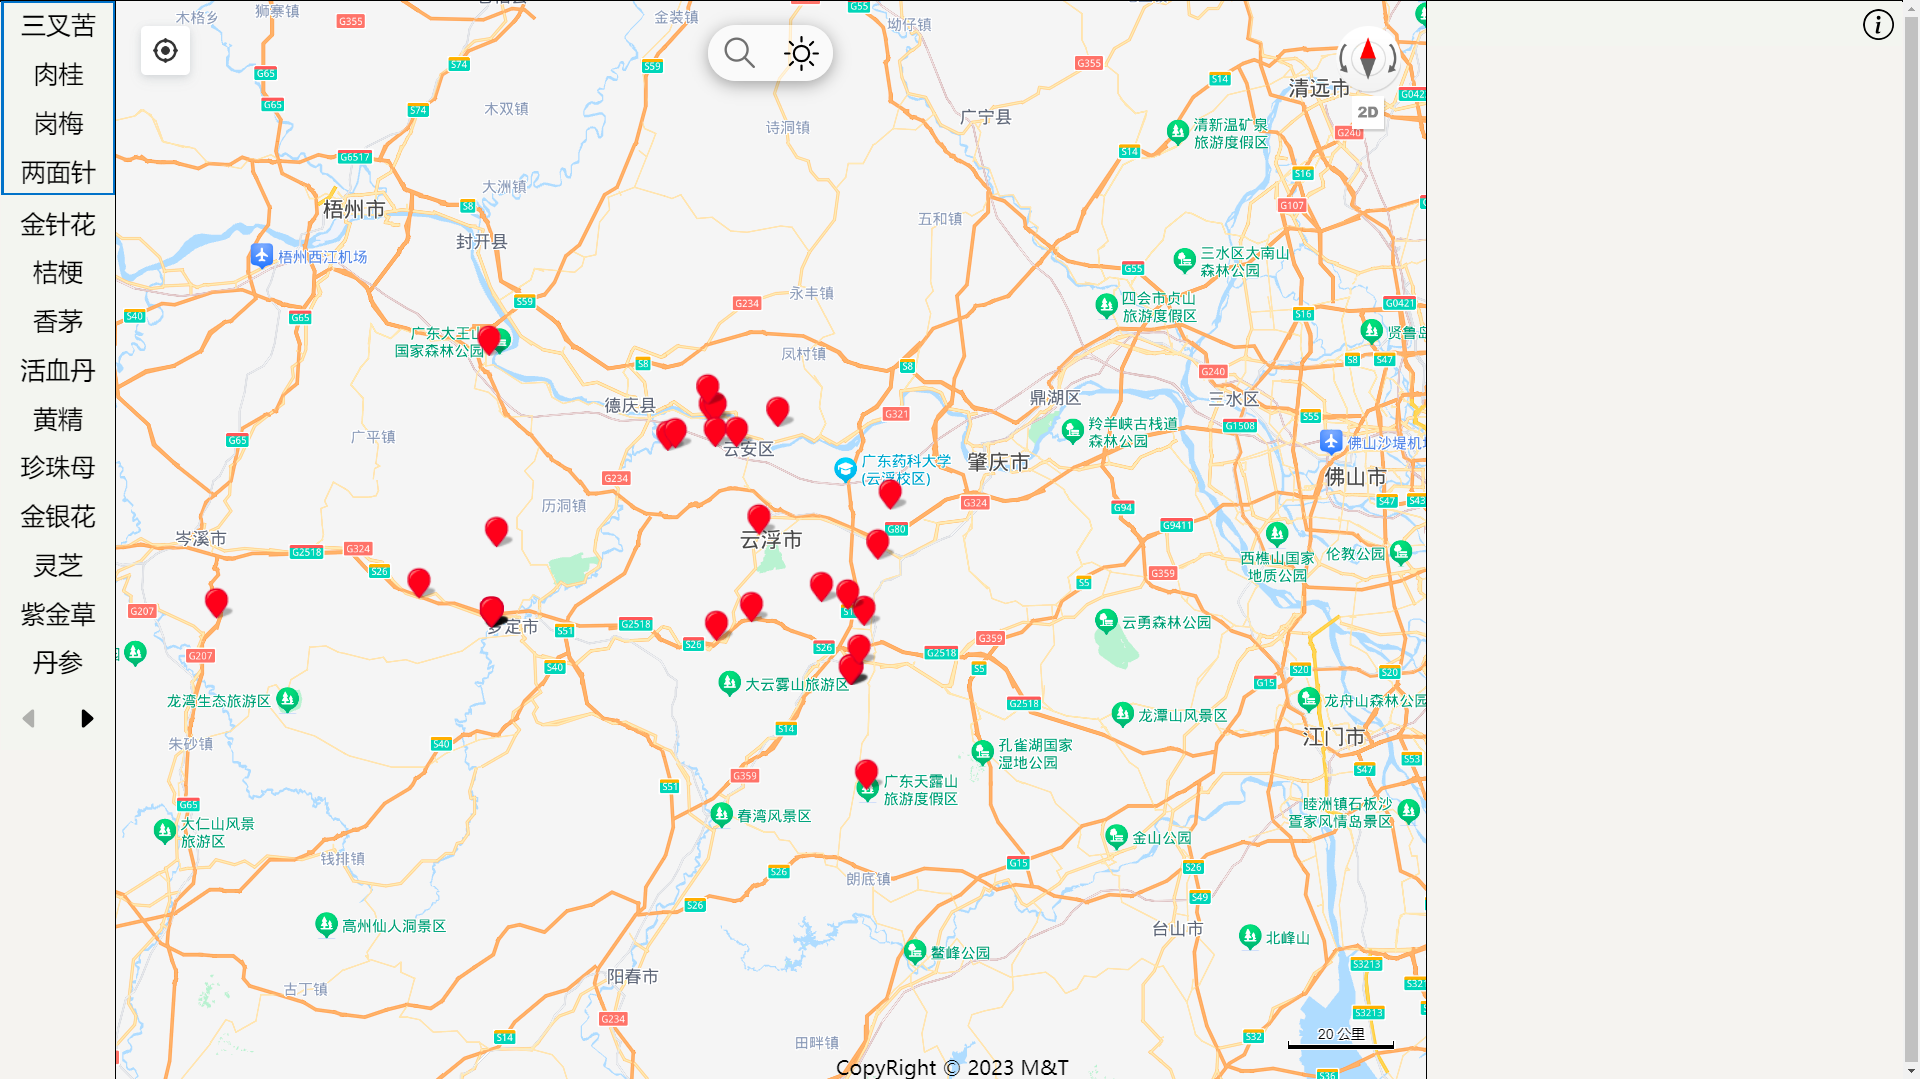 三叉苦
肉桂
岗梅
两面针
金针花
桔梗
香茅
活血丹
黄精
珍珠母
金银花
灵芝
紫金草
丹参
木格乡
狮寨镇
G355
金装镇
G55
坳仔镇
G65
S74
S59
G355
S14
清远市
G65
S74
木双镇
广宁县
2D
诗洞镇
清新温矿泉
旅游度假区
G240
G6517
S14
大洲镇
S16
梧州市
S8
五和镇
G107
封开县
梧州西江机场
三水区大南山
森林公园
G55
永丰镇
四会市贞山
旅游度假区
S59
G234
G0421
S40
G65
S16
广东大王山
国家森林公园
凤村镇
S8
S8
S8
S47
G240
德庆县
鼎湖区
三水区
G321
S55
羚羊峡古栈道
森林公园
G1508
广平镇
G65
云安区
佛山沙堤机场
广东药科大学
(云浮校区)
肇庆市
佛山市
G234
历洞镇
G324
G94
S47
S43
岑溪市
云浮市
G80
G9411
G2518
G324
S26
西樵山国家
地质公园
伦教公园
G359
S5
G207
罗定市
S51
G2518
S26
云勇森林公园
G359
S26
G2518
G207
S40
S5
S20
S20
G15
大云雾山旅游区
龙湾生态旅游区
G2518
龙潭山风景区
龙舟山森林公园
S14
朱砂镇
S40
江门市
孔雀湖国家
湿地公园
S53
G359
S47
S51
广东天露山
旅游度假区
G65
睦洲镇石板沙
疍家风情岛景区
大仁山风景
旅游区
春湾风景区
金山公园
钱排镇
G15
S26
S26
朗底镇
S49
S26
高州仙人洞景区
台山市
北峰山
鳌峰公园
S3213
阳春市
古丁镇
S3213
G234
S14
田畔镇
S32
20 公里
S36
CopyRight © 2023 M&T